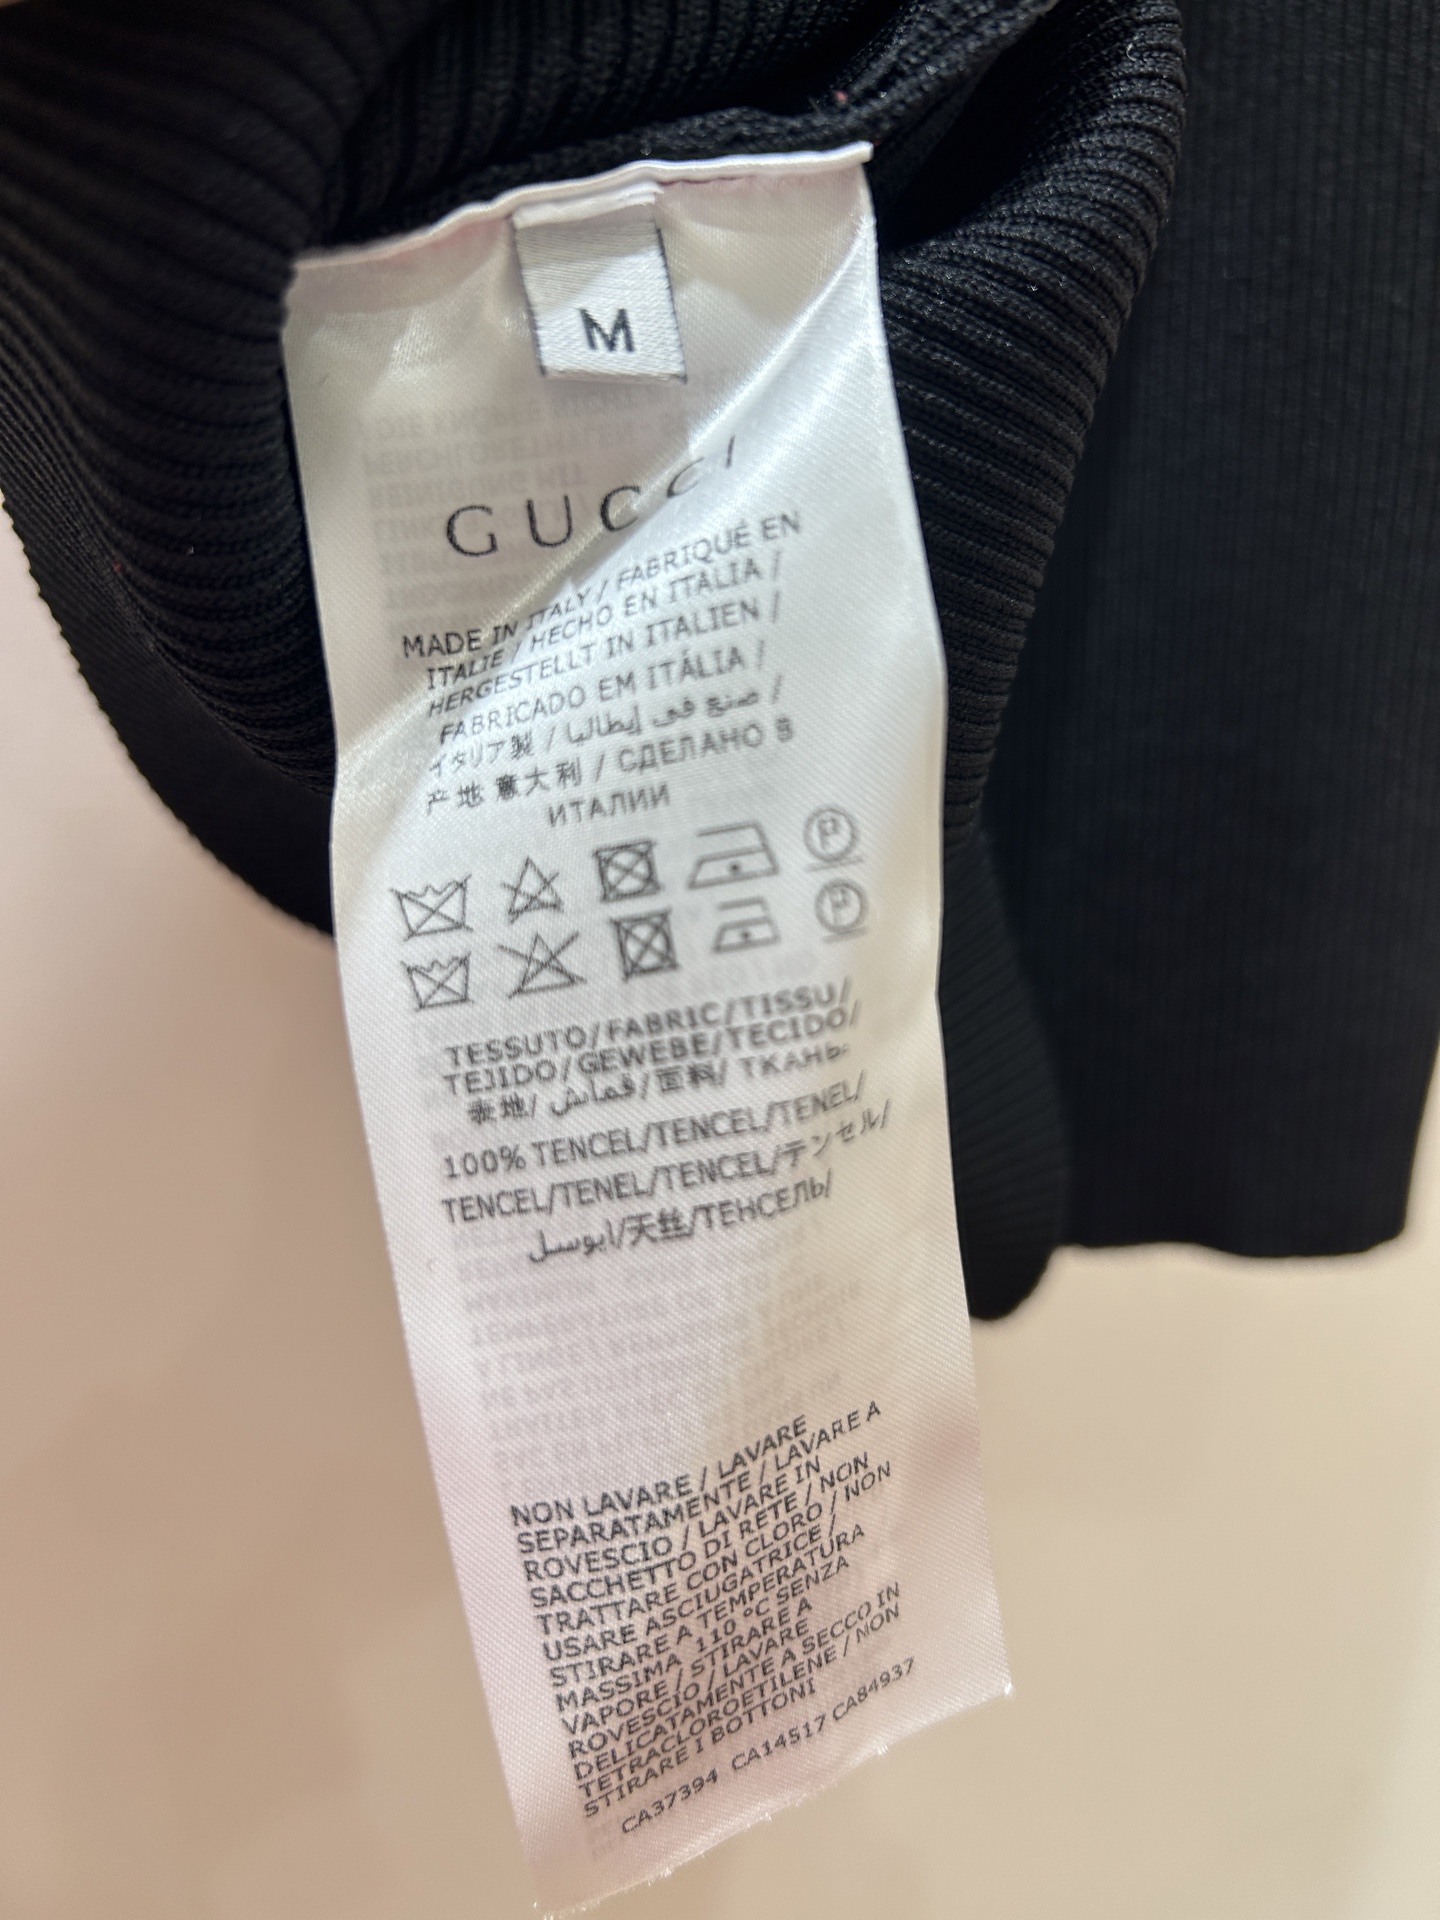 M
GUCCI
MADE IN ITALY / FABRIQUÉ EN
ITALIE / HECHO EN ITALIA /
HERGESTELLT IN ITALIEN /
FABRICADO EM ITÁLIA /
イタリア製 / صنع في إيطاليا /
产地 意大利 / СДЕЛАНО В
ИТАЛИИ
P
P
TESSUTO/FABRIC/TISSU/
TEJIDO/GEWEBE/TECIDO/
表地/ قماش/面料/ ТКАНЬ:
100% TENCEL/TENCEL/TENEL/
TENCEL/TENEL/TENCEL/テンセル/
ايوسيل/天丝/ТЕНСЕЛЬ/
NON LAVARE / LAVARE
SEPARATAMENTE / LAVARE A
ROVESCIO / LAVARE IN
SACCHETTO DI RETE / NON
TRATTARE CON CLORO / NON
USARE ASCIUGATRICE /
STIRARE A TEMPERATURA
MASSIMA 110 °C SENZA
VAPORE / STIRARE A
ROVESCIO / LAVARE
DELICATAMENTE A SECCO IN
TETRACLOROETILENE / NON
STIRARE I BOTTONI
CA37394 CA14517 CA84937